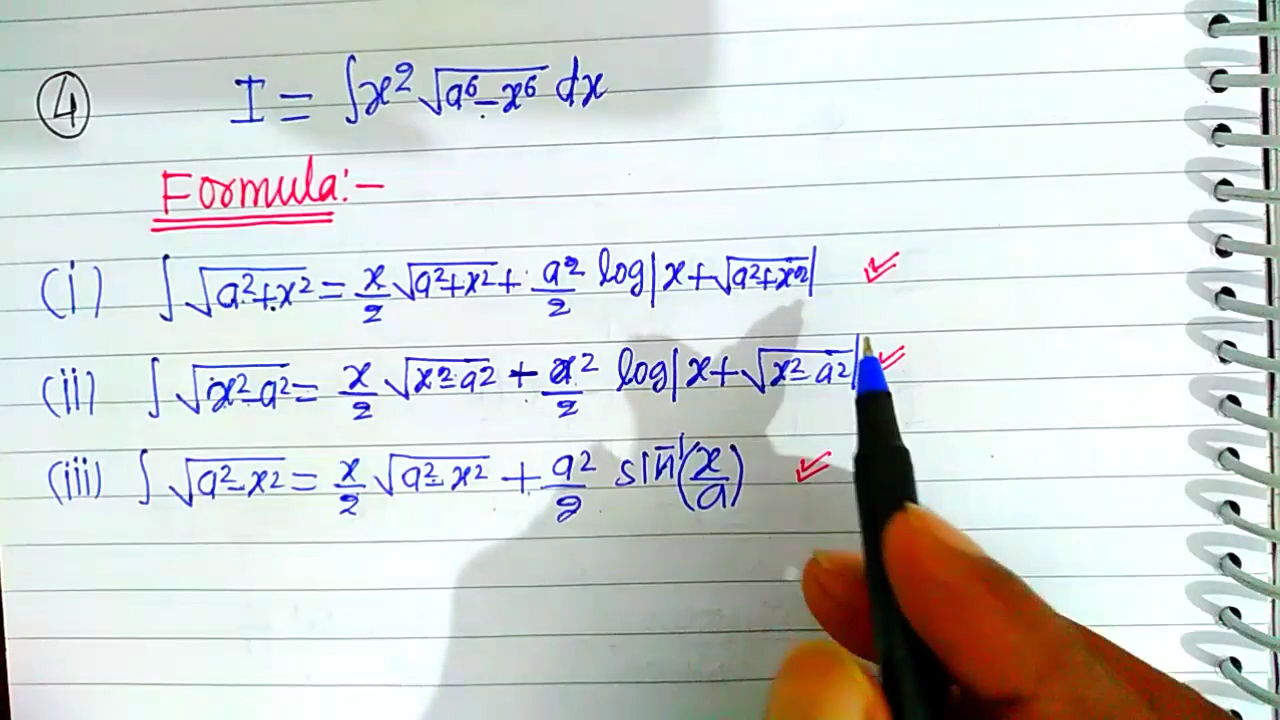 ④ I = ∫x² √(a⁶-x⁶) dx
Formula:-
(i) ∫ √(a²+x²) = x/2 √(a²+x²) + a²/2 log|x+√(a²+x²)|
(ii) ∫ √(x²-a²) = x/2 √(x²-a²) - a²/2 log|x+√(x²-a²)|
(iii) ∫ √(a²-x²) = x/2 √(a²-x²) + a²/2 sin⁻¹(x/a)